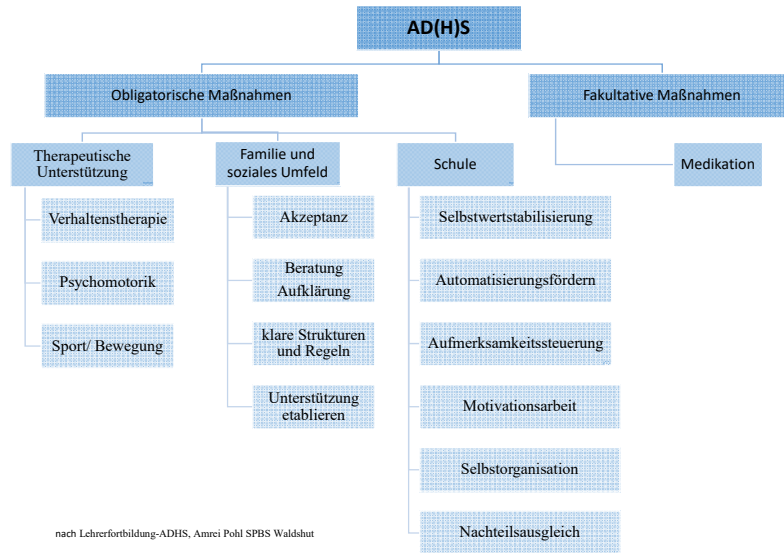 AD(H)S
Obligatorische Maßnahmen
Fakultative Maßnahmen
Therapeutische
Unterstützung
Verhaltenstherapie
Psychomotorik
Sport/ Bewegung
Familie und
soziales Umfeld
Akzeptanz
Beratung
Aufklärung
klare Strukturen
und Regeln
Unterstützung
etablieren
Schule
Selbstwertstabilisierung
Automatisierungsfördern
Aufmerksamkeitssteuerung
Motivationsarbeit
Selbstorganisation
Nachteilsausgleich
Medikation
nach Lehrerfortbildung-ADHS, Amrei Pohl SPBS Waldshut